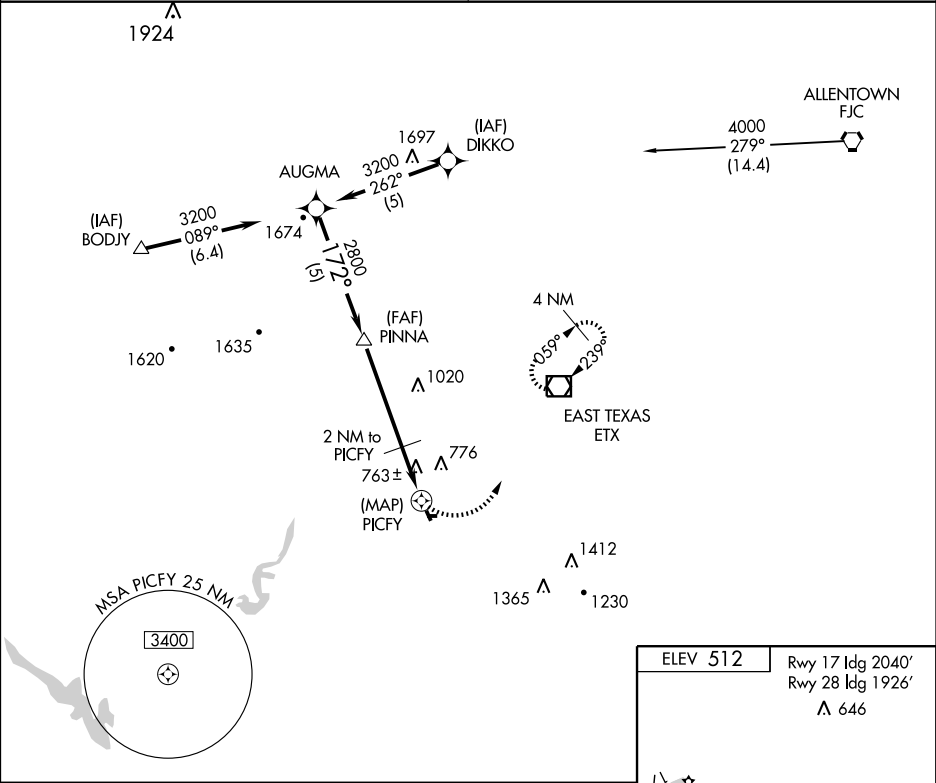 1924
ALLENTOWN
FJC
4000
279°
(14.4)
(IAF)
DIKKO
1697
3200
262°
(5)
AUGMA
(IAF)
BODJY
3200
089°
(6.4)
1674
2800
172°
(5)
(FAF)
PINNA
4 NM
059°
239°
1620
1635
1020
EAST TEXAS
ETX
2 NM to
PICFY
763±
776
(MAP)
PICFY
1412
1365
1230
MSA PICFY 25 NM
3400
ELEV 512
Rwy 17 ldg 2040'
Rwy 28 ldg 1926'
646